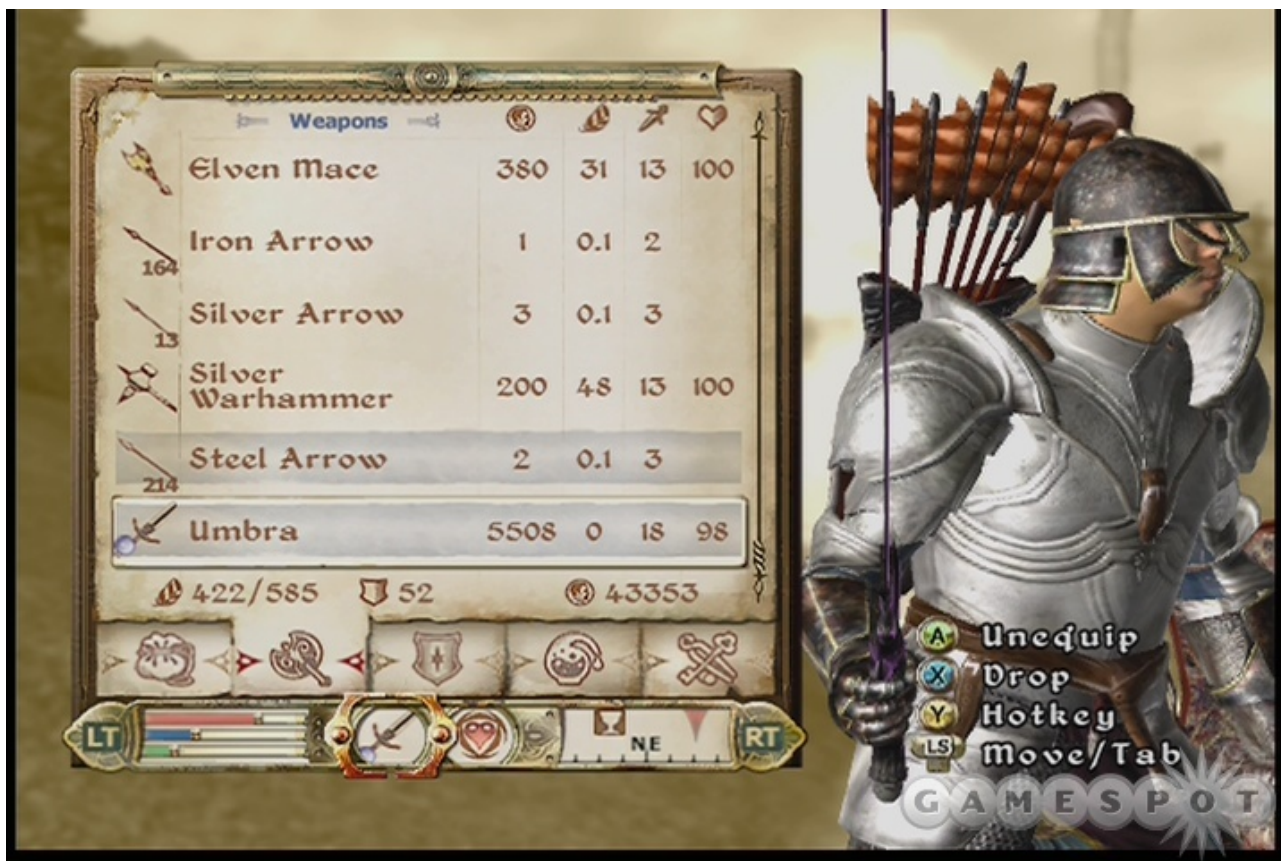 Weapons
Elven Mace 380 31 13 100
Iron Arrow 1 0.1 2
164
Silver Arrow 3 0.1 3
13
Silver
Warhammer 200 48 13 100
Steel Arrow 2 0.1 3
214
Umbra 5508 0 18 98
422/585 52 43353
A Unequip
X Drop
Y Hotkey
LS Move/Tab
LT NE RT
GAMESPOT